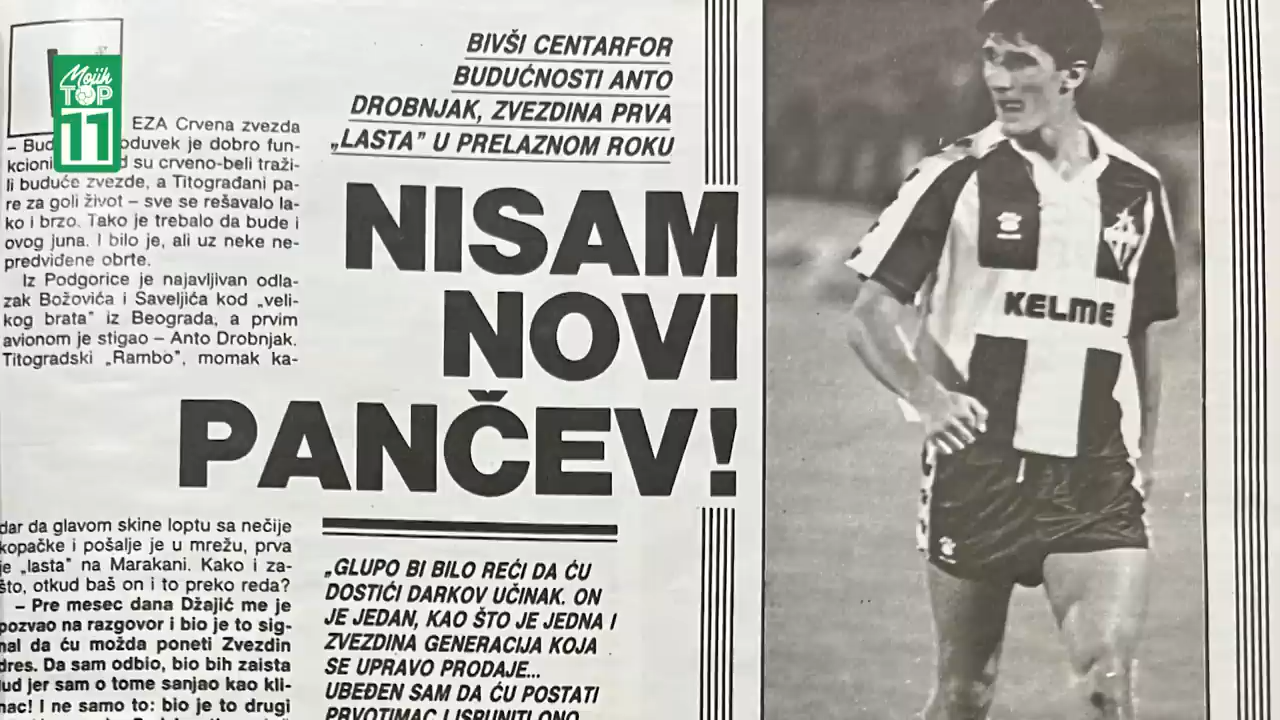 Mojih
TOP
11
BIVŠI CENTARFOR
BUDUĆNOSTI ANTO
DROBNJAK, ZVEZDINA PRVA
„LASTA” U PRELAZNOM ROKU
NISAM
NOVI
PANČEV!
EZA Crvena zvezda
– Bud oduvek je dobro fun-
kcioni d su crveno-beli traži-
li buduće zvezde, a Titograđani pa-
re za goli život – sve se rešavalo la-
ko i brzo. Tako je trebalo da bude i
ovog juna. I bilo je, ali uz neke ne-
predviđene obrte.
Iz Podgorice je najavljivan odla-
zak Božovića i Saveljića kod „veli-
kog brata” iz Beograda, a prvim
avionom je stigao – Anto Drobnjak.
Titogradski „Rambo”, momak ka-
dar da glavom skine loptu sa nečije
kopačke i pošalje je u mrežu, prva
je „lasta” na Marakani. Kako i za-
što, otkud baš on i to preko reda?
– Pre mesec dana Džajić me je
pozvao na razgovor i bio je to sig-
nal da ću možda poneti Zvezdin
dres. Da sam odbio, bio bih zaista
lud jer sam o tome sanjao kao kli-
nac! I ne samo to: bio je to drugi
„GLUPO BI BILO REĆI DA ĆU
DOSTIĆI DARKOV UČINAK. ON
JE JEDAN, KAO ŠTO JE JEDNA I
ZVEZDINA GENERACIJA KOJA
SE UPRAVO PRODAJE...
UBEĐEN SAM DA ĆU POSTATI
PRVOTIMAC I ISPUNITI ONO
KELME